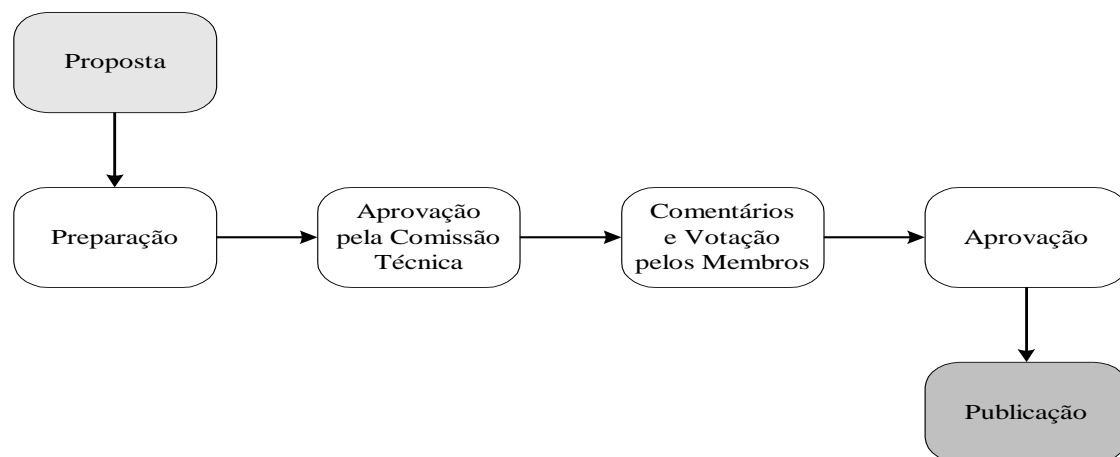 Proposta
Preparação
Aprovação
pela Comissão
Técnica
Comentários
e Votação
pelos Membros
Aprovação
Publicação